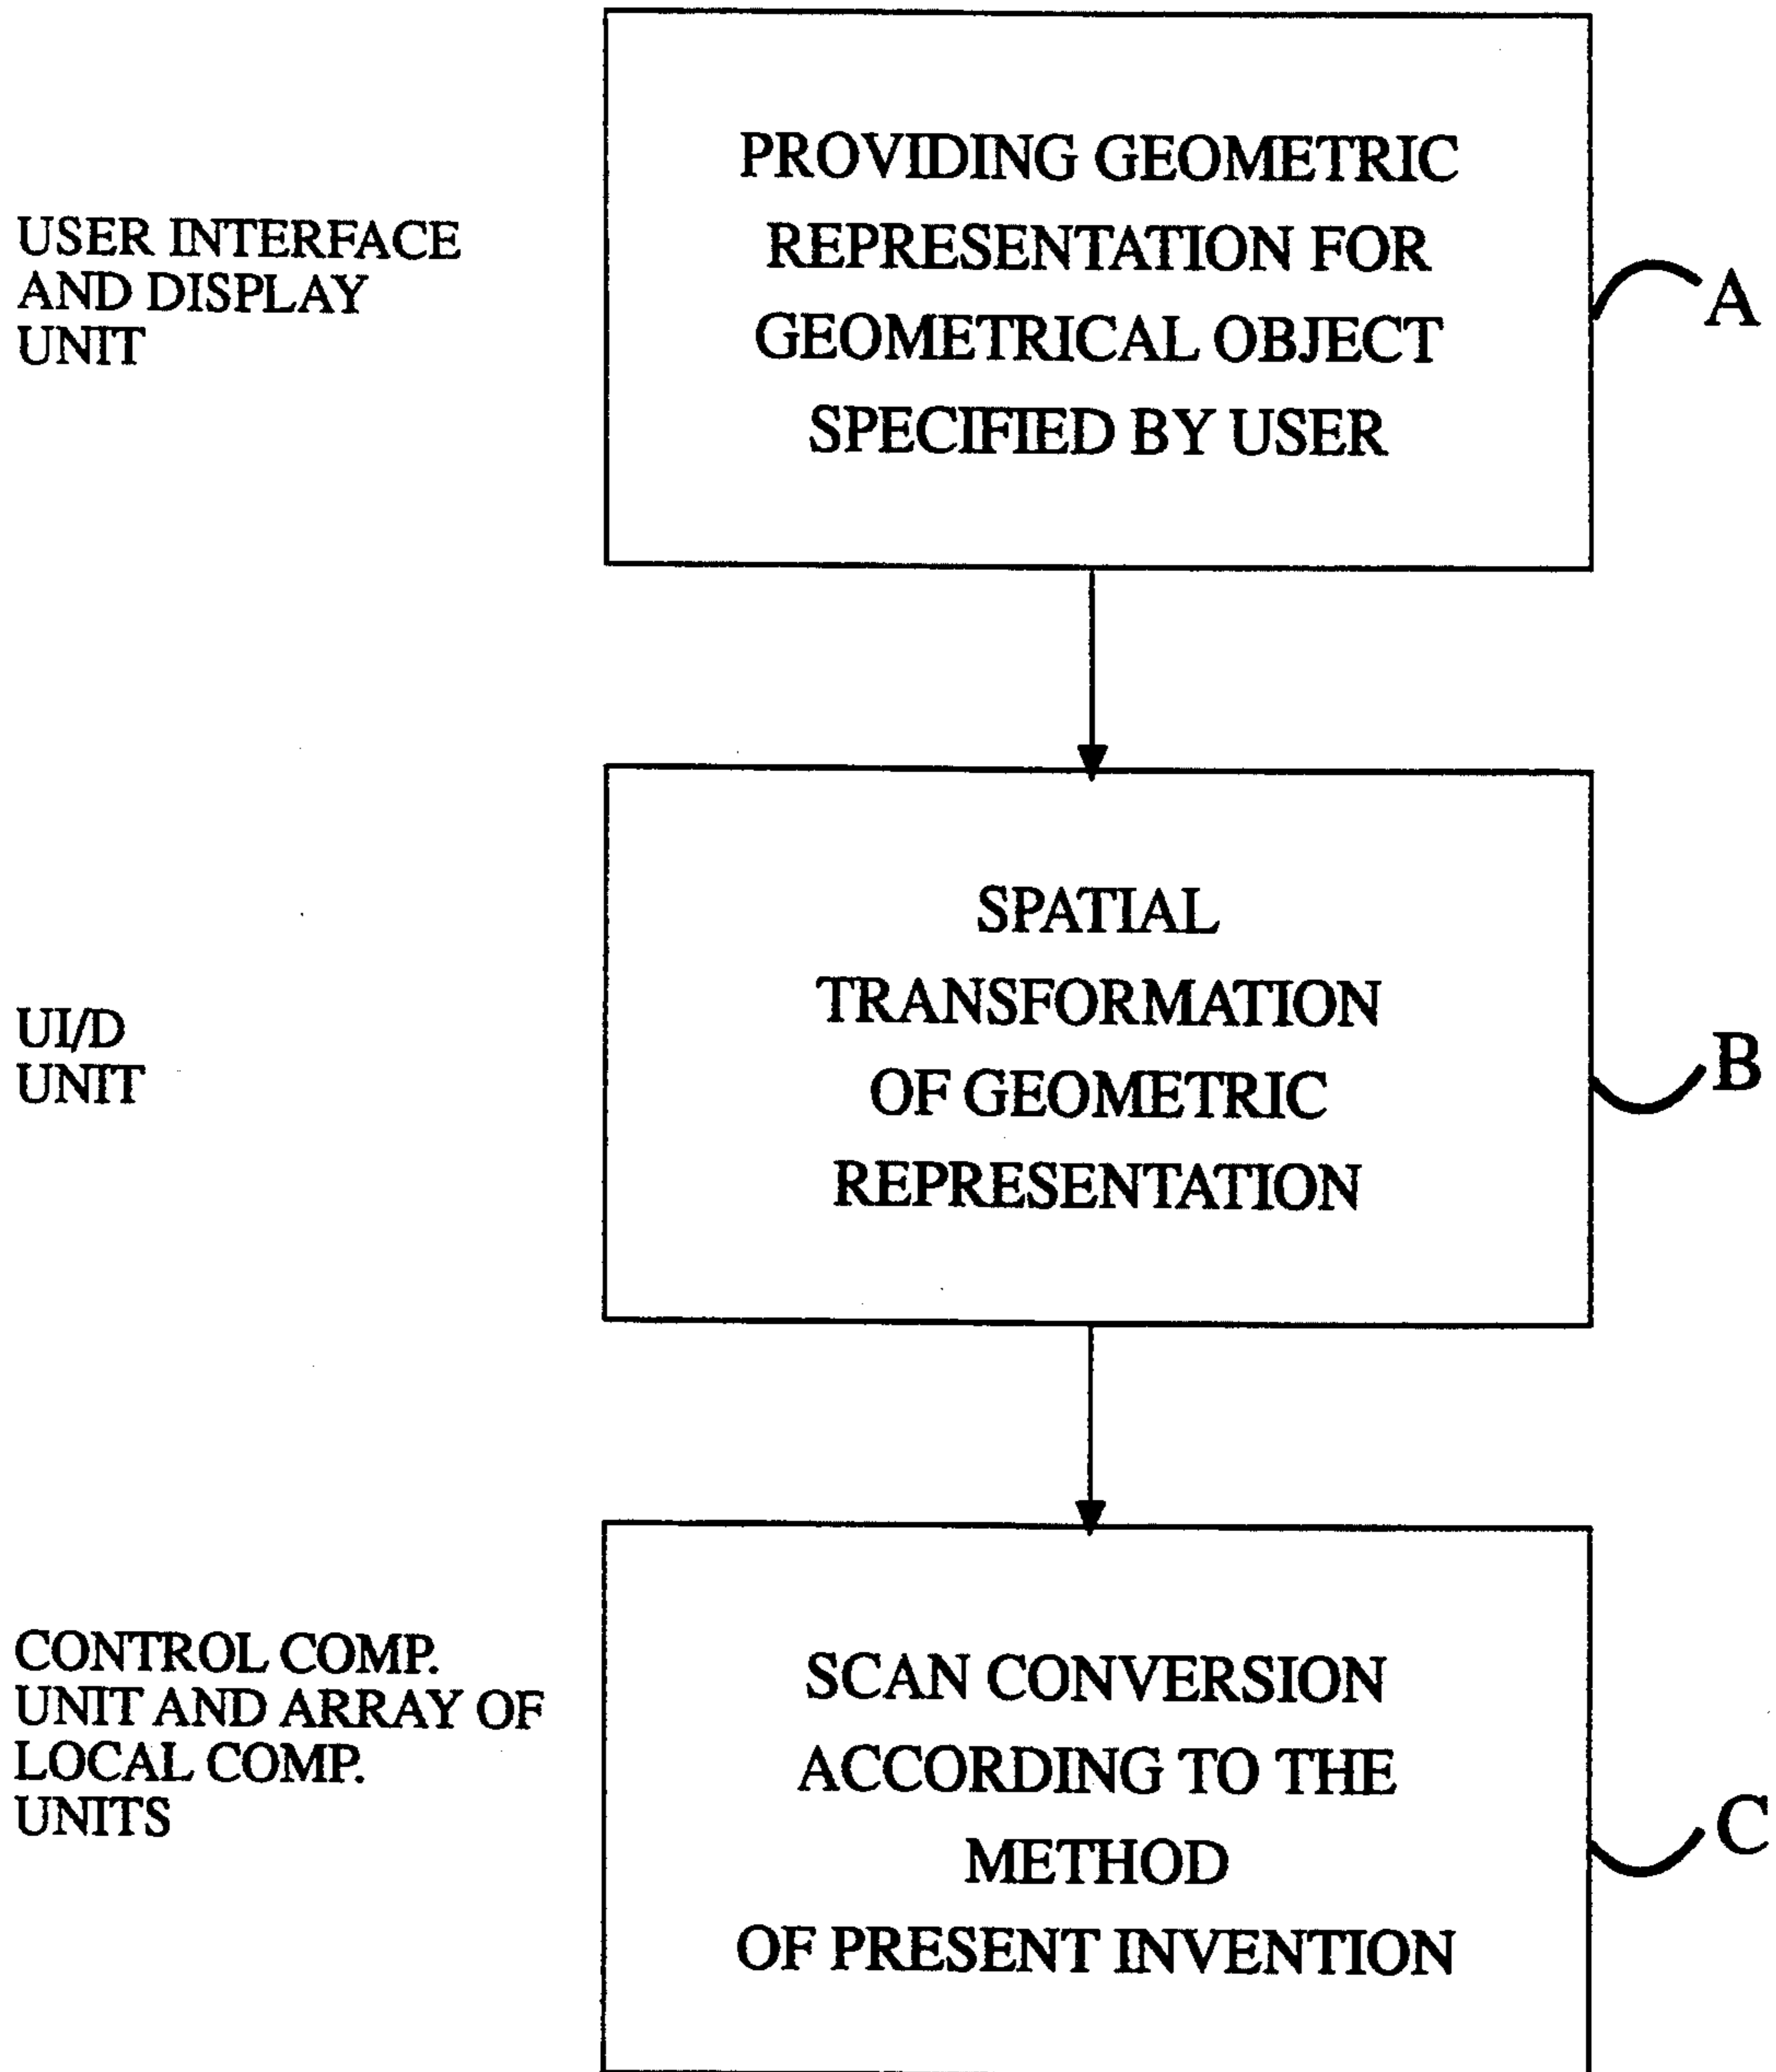 PROVIDING GEOMETRIC
REPRESENTATION FOR
GEOMETRICAL OBJECT
SPECIFIED BY USER
USER INTERFACE
AND DISPLAY
UNIT
A
SPATIAL
TRANSFORMATION
OF GEOMETRIC
REPRESENTATION
UI/D
UNIT
B
SCAN CONVERSION
ACCORDING TO THE
METHOD
OF PRESENT INVENTION
CONTROL COMP.
UNIT AND ARRAY OF
LOCAL COMP.
UNITS
C